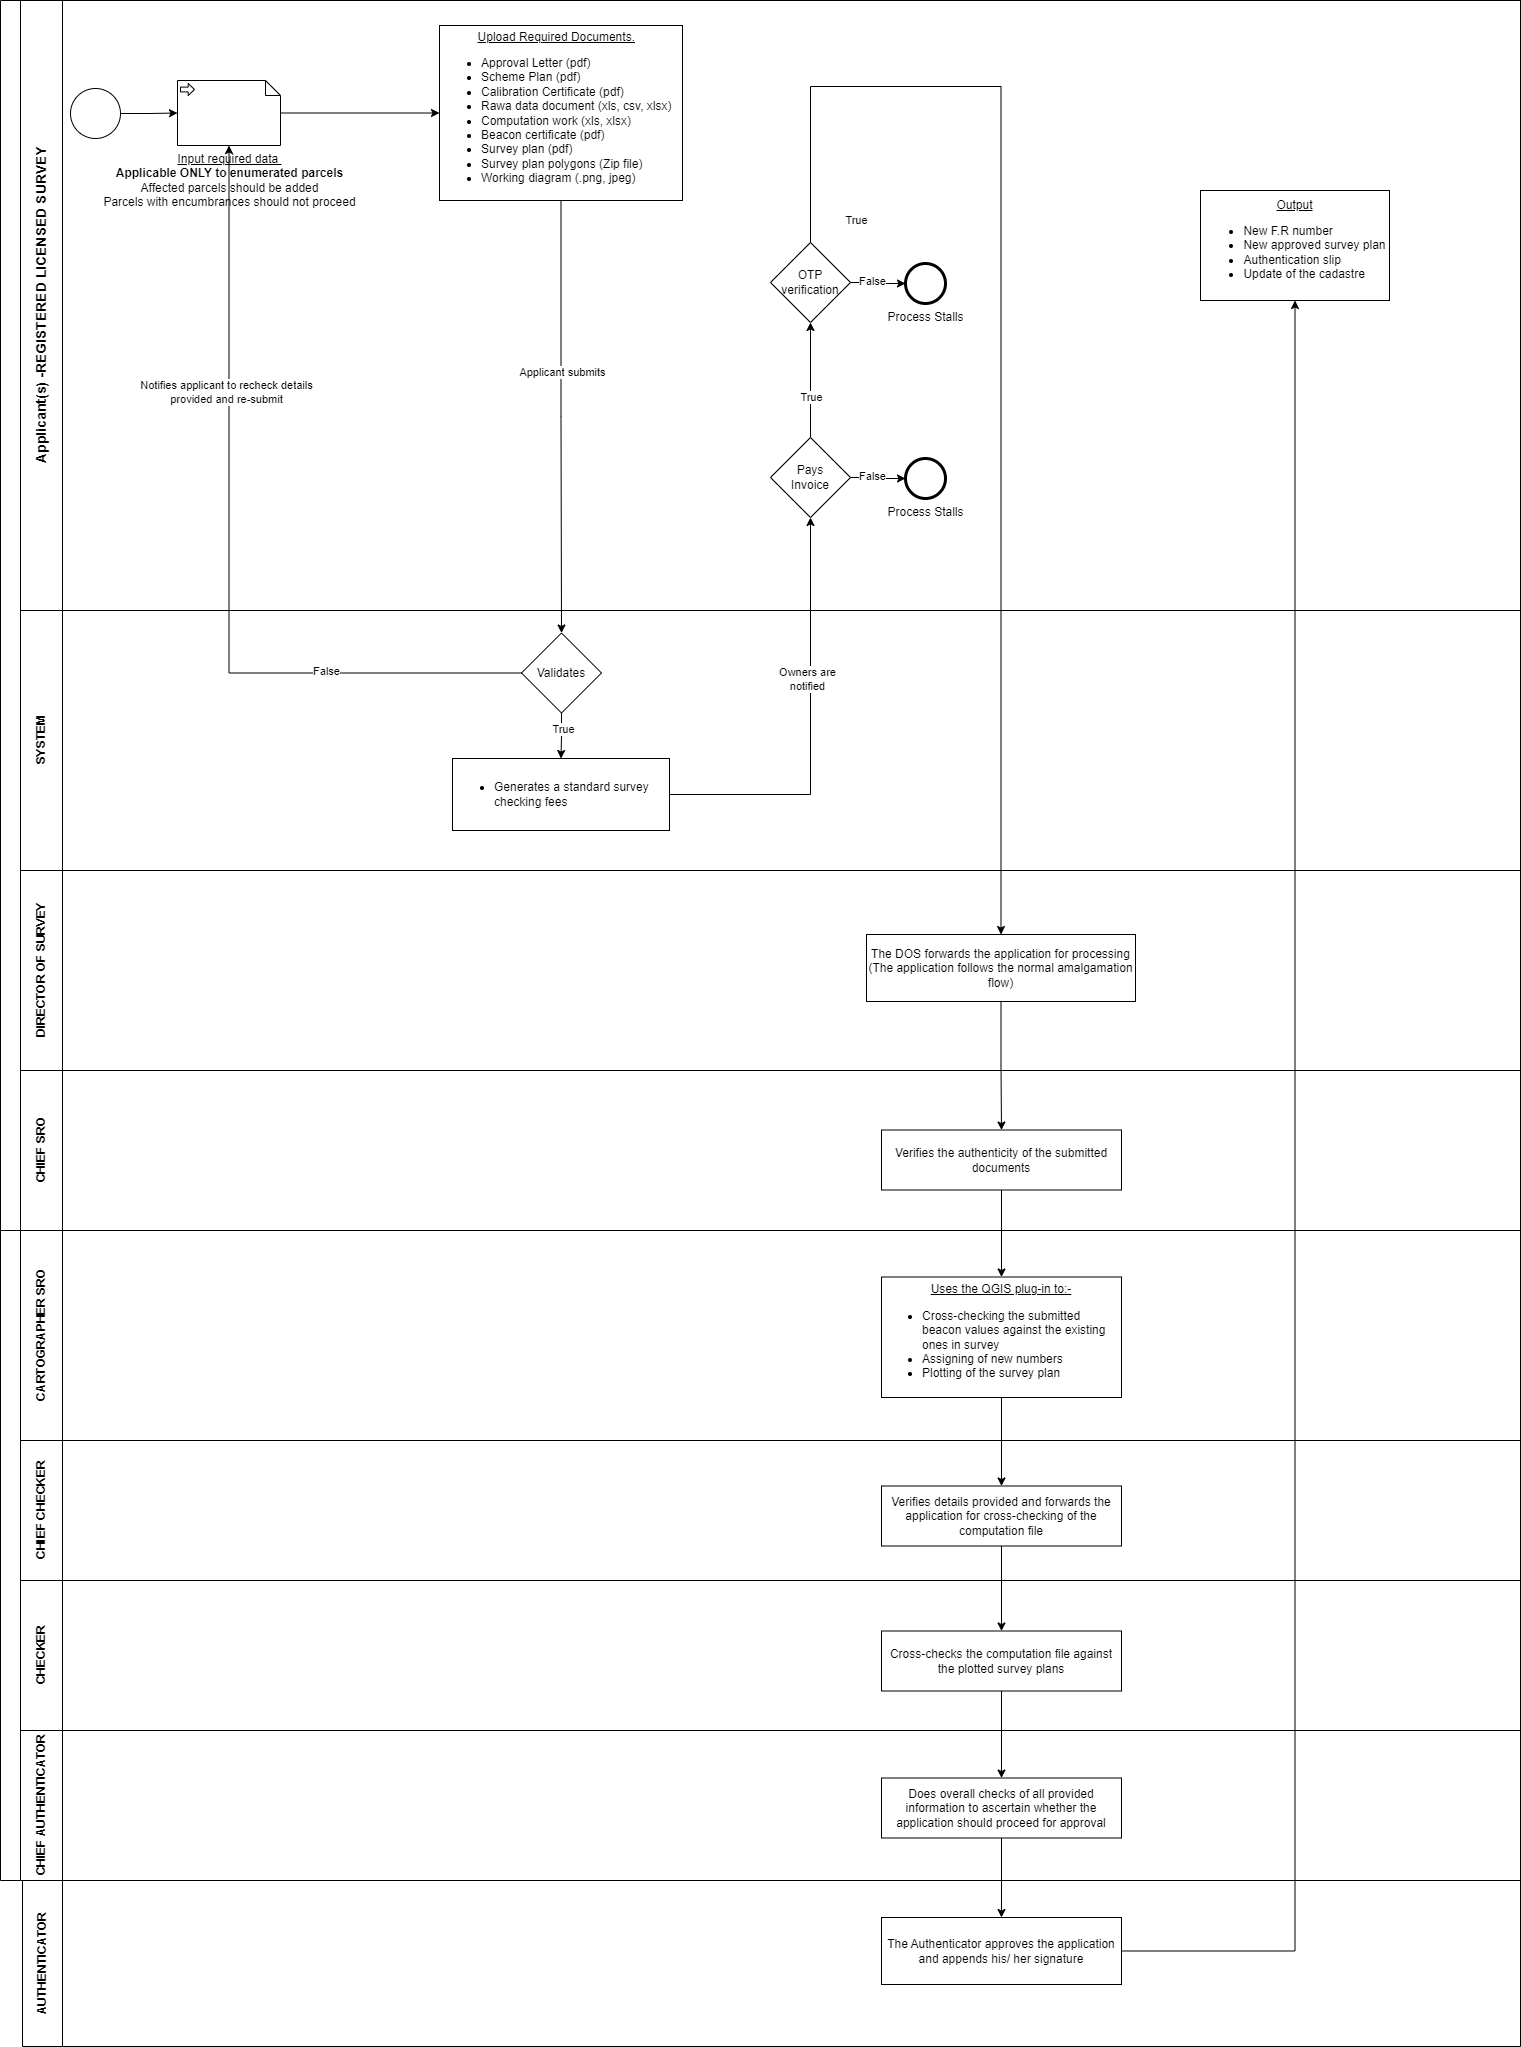 Applicant(s) -REGISTERED LICENSED SURVEY
Input required data
Applicable ONLY to enumerated parcels
Affected parcels should be added
Parcels with encumbrances should not proceed
Upload Required Documents.
Approval Letter (pdf)
Scheme Plan (pdf)
Calibration Certificate (pdf)
Rawa data document (xls, csv, xlsx)
Computation work (xls, xlsx)
Beacon certificate (pdf)
Survey plan (pdf)
Survey plan polygons (Zip file)
Working diagram (.png, jpeg)
Notifies applicant to recheck details
provided and re-submit
Applicant submits
True
OTP
verification
False
Process Stalls
True
Pays
Invoice
False
Process Stalls
Output
New F.R number
New approved survey plan
Authentication slip
Update of the cadastre
SYSTEM
Validates
False
True
Generates a standard survey
checking fees
Owners are
notified
DIRECTOR OF SURVEY
The DOS forwards the application for processing
(The application follows the normal amalgamation
flow)
CHIEF SRO
Verifies the authenticity of the submitted
documents
CARTOGRAPHER SRO
Uses the QGIS plug-in to:-
Cross-checking the submitted
beacon values against the existing
ones in survey
Assigning of new numbers
Plotting of the survey plan
CHIEF CHECKER
Verifies details provided and forwards the
application for cross-checking of the
computation file
CHECKER
Cross-checks the computation file against
the plotted survey plans
CHIEF AUTHENTICATOR
Does overall checks of all provided
information to ascertain whether the
application should proceed for approval
AUTHENTICATOR
The Authenticator approves the application
and appends his/ her signature